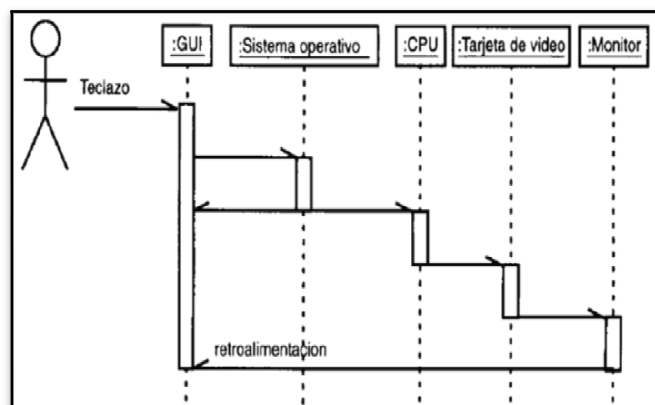 :GUI
:Sistema operativo
:CPU
:Tarjeta de video
:Monitor
Teclazo
retroalimentacion